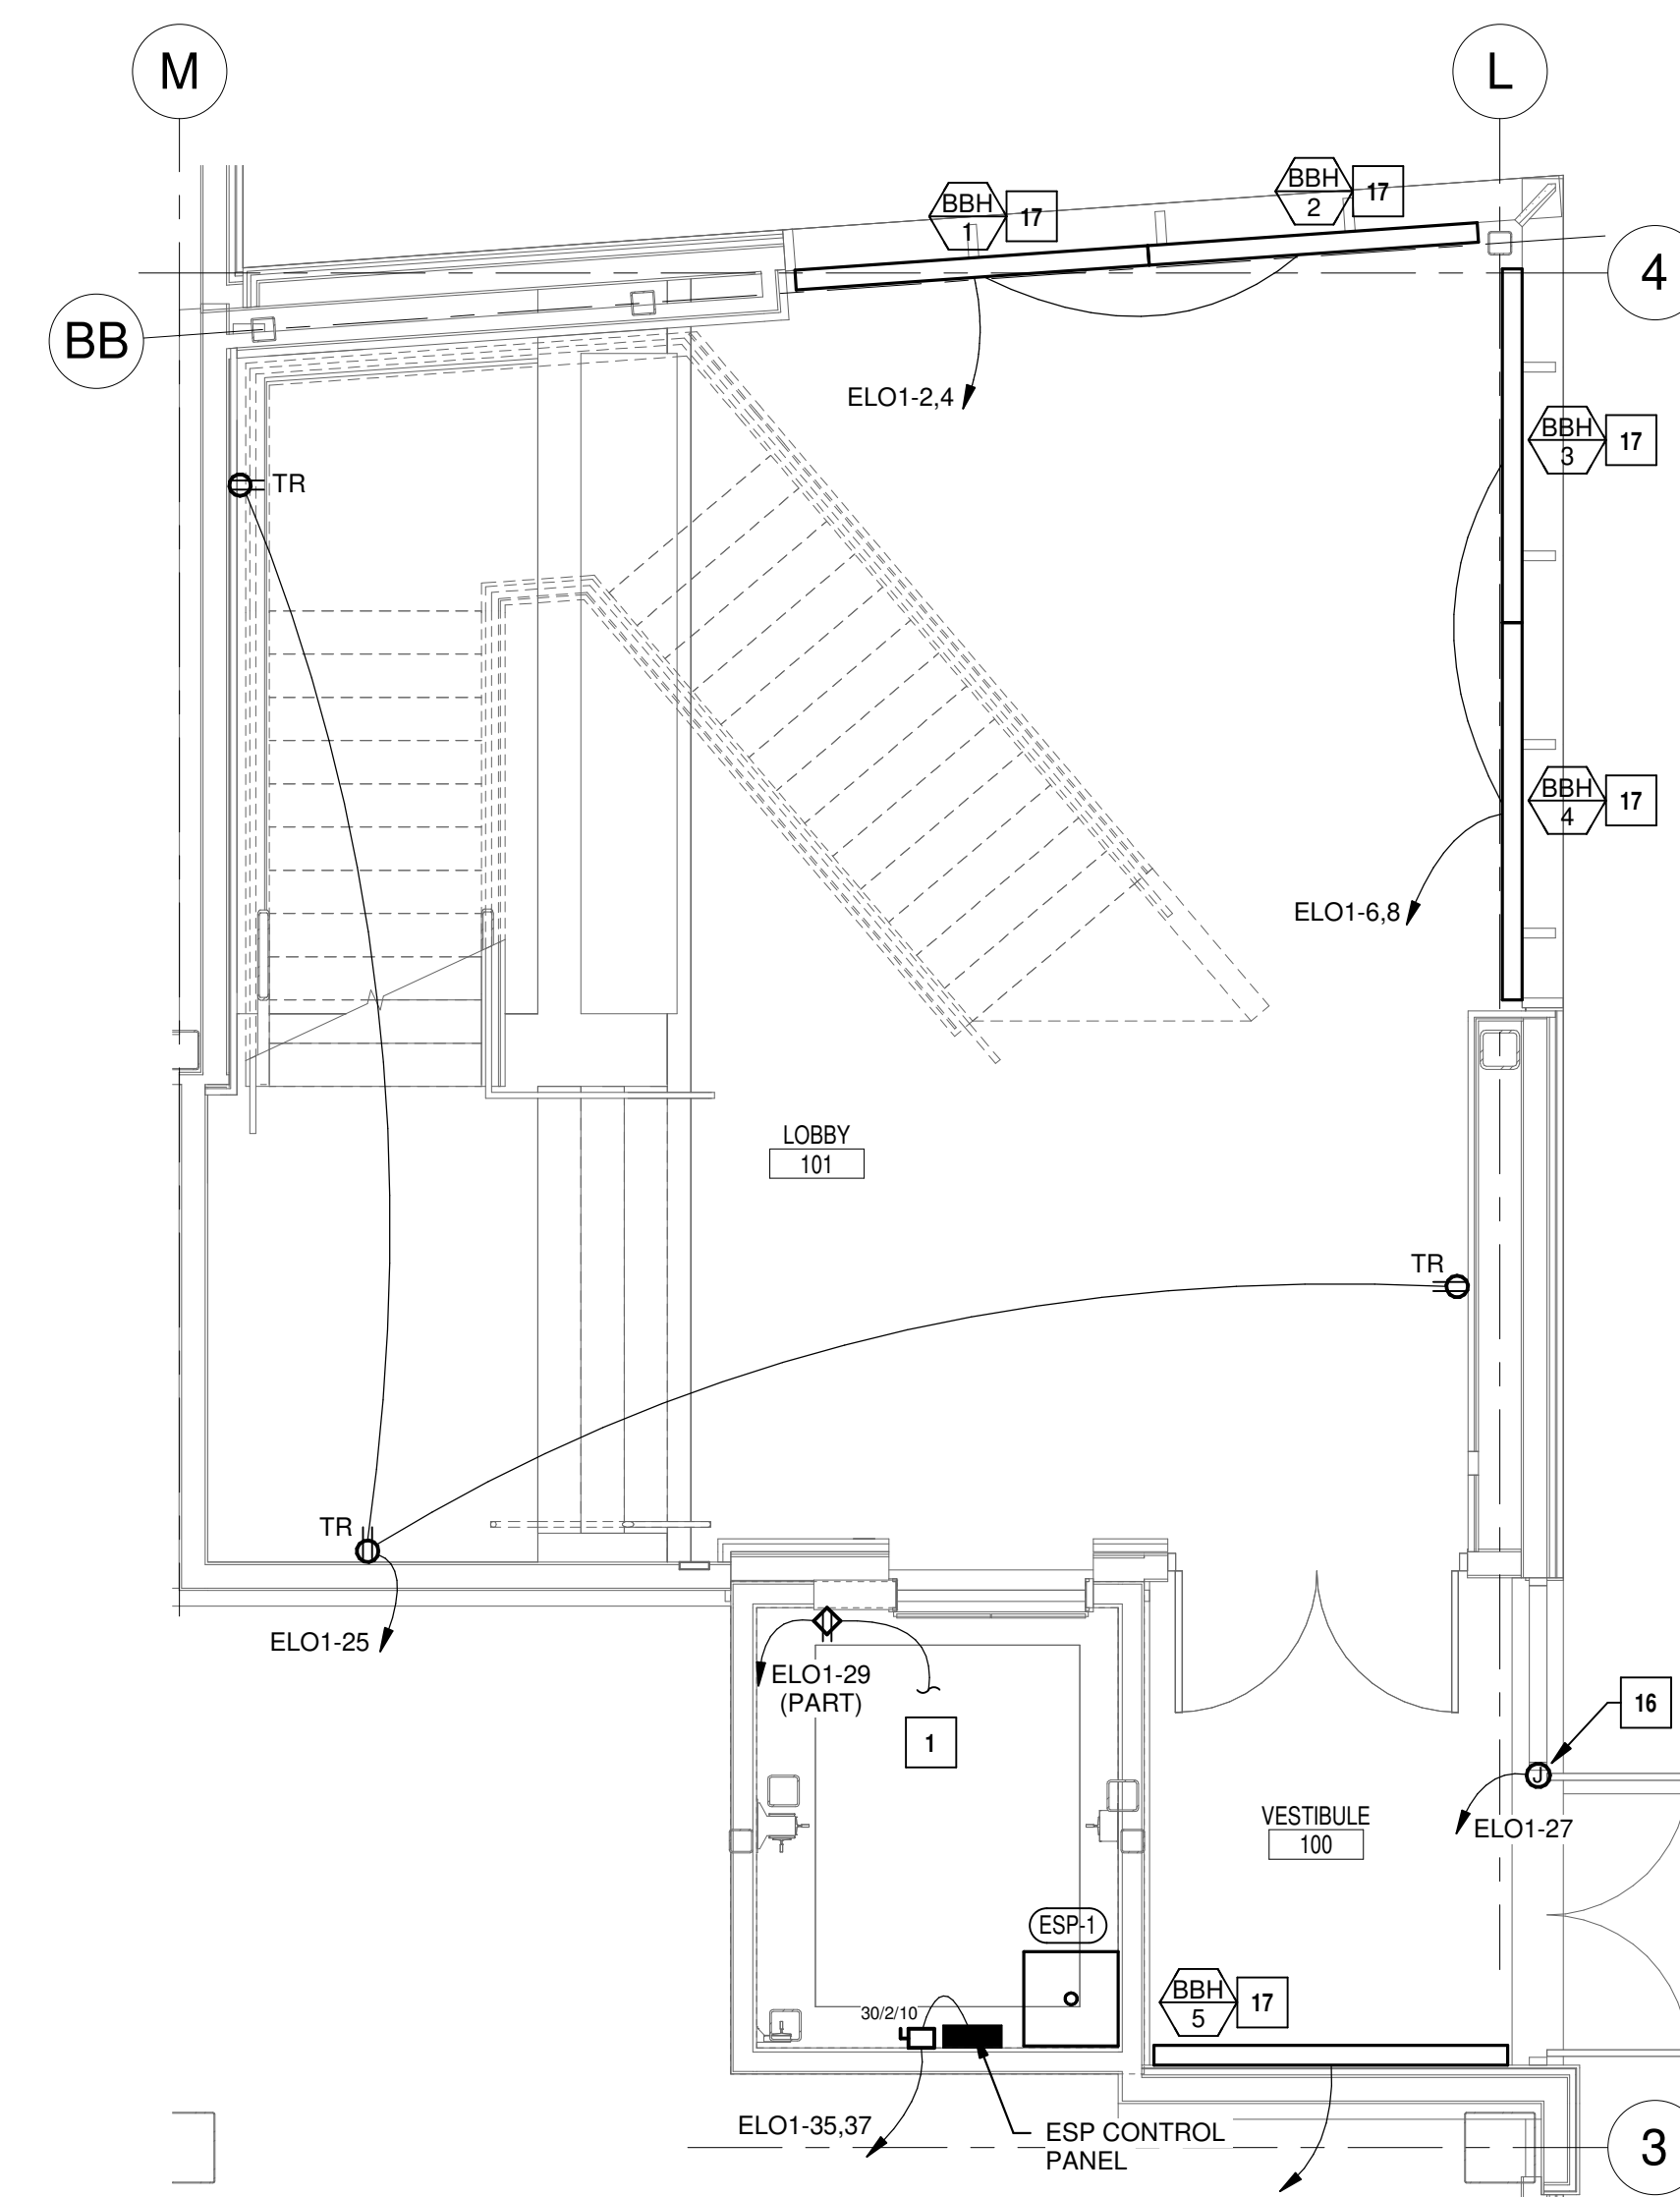 M
L
BBH
1
17
BBH
2
17
4
BB
ELO1-2,4
BBH
3
17
TR
BBH
4
17
ELO1-6,8
LOBBY
101
TR
TR
ELO1-25
ELO1-29
(PART)
1
16
J
VESTIBULE
100
ELO1-27
ESP-1
BBH
5
17
30/2/10
ELO1-35,37
ESP CONTROL
PANEL
3